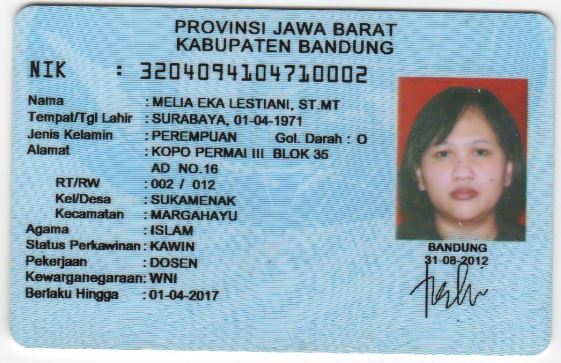 PROVINSI JAWA BARAT
KABUPATEN BANDUNG
NIK : 3204094104710002
Nama : MELIA EKA LESTIANI, ST.MT
Tempat/Tgl Lahir : SURABAYA, 01-04-1971
Jenis Kelamin : PEREMPUAN Gol. Darah : O
Alamat : KOPO PERMAI III BLOK 35
AD NO.16
RT/RW : 002 / 012
Kel/Desa : SUKAMENAK
Kecamatan : MARGAHAYU
Agama : ISLAM
Status Perkawinan : KAWIN
Pekerjaan : DOSEN
Kewarganegaraan: WNI
Berlaku Hingga : 01-04-2017
BANDUNG
31-08-2012